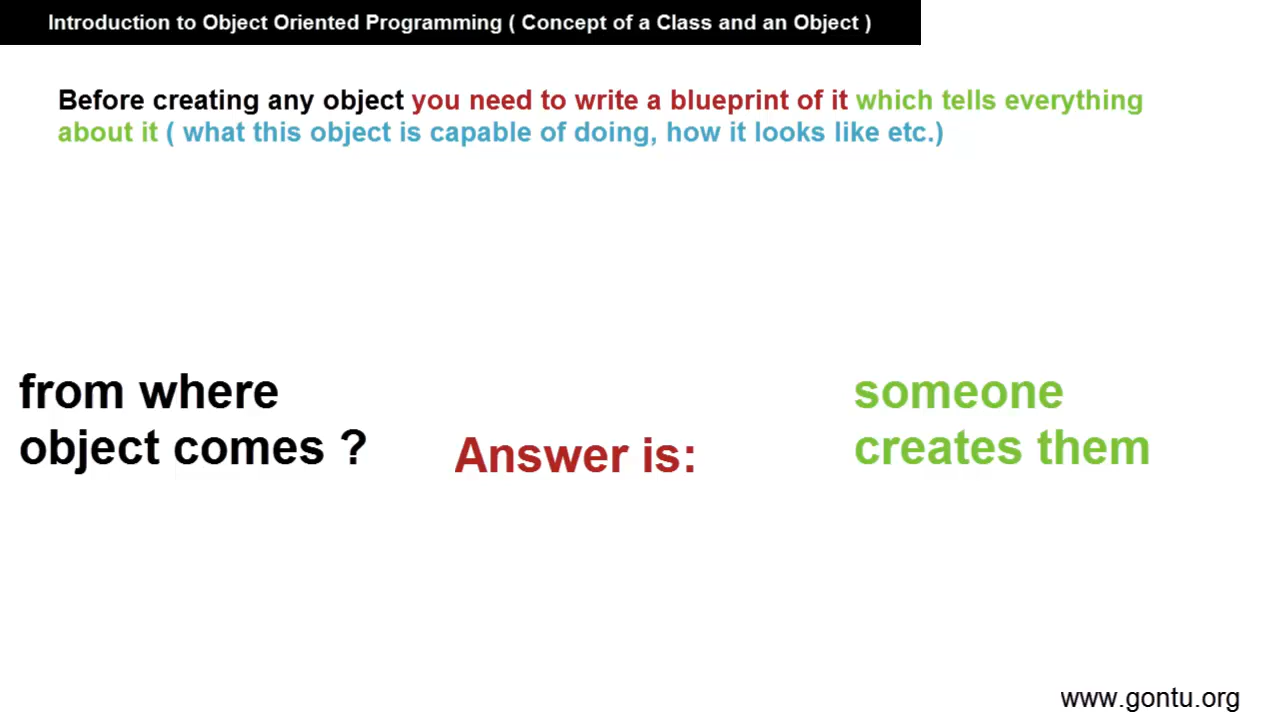 Introduction to Object Oriented Programming ( Concept of a Class and an Object )
Before creating any object you need to write a blueprint of it which tells everything
about it ( what this object is capable of doing, how it looks like etc.)
from where
object comes ?
Answer is:
someone
creates them
www.gontu.org